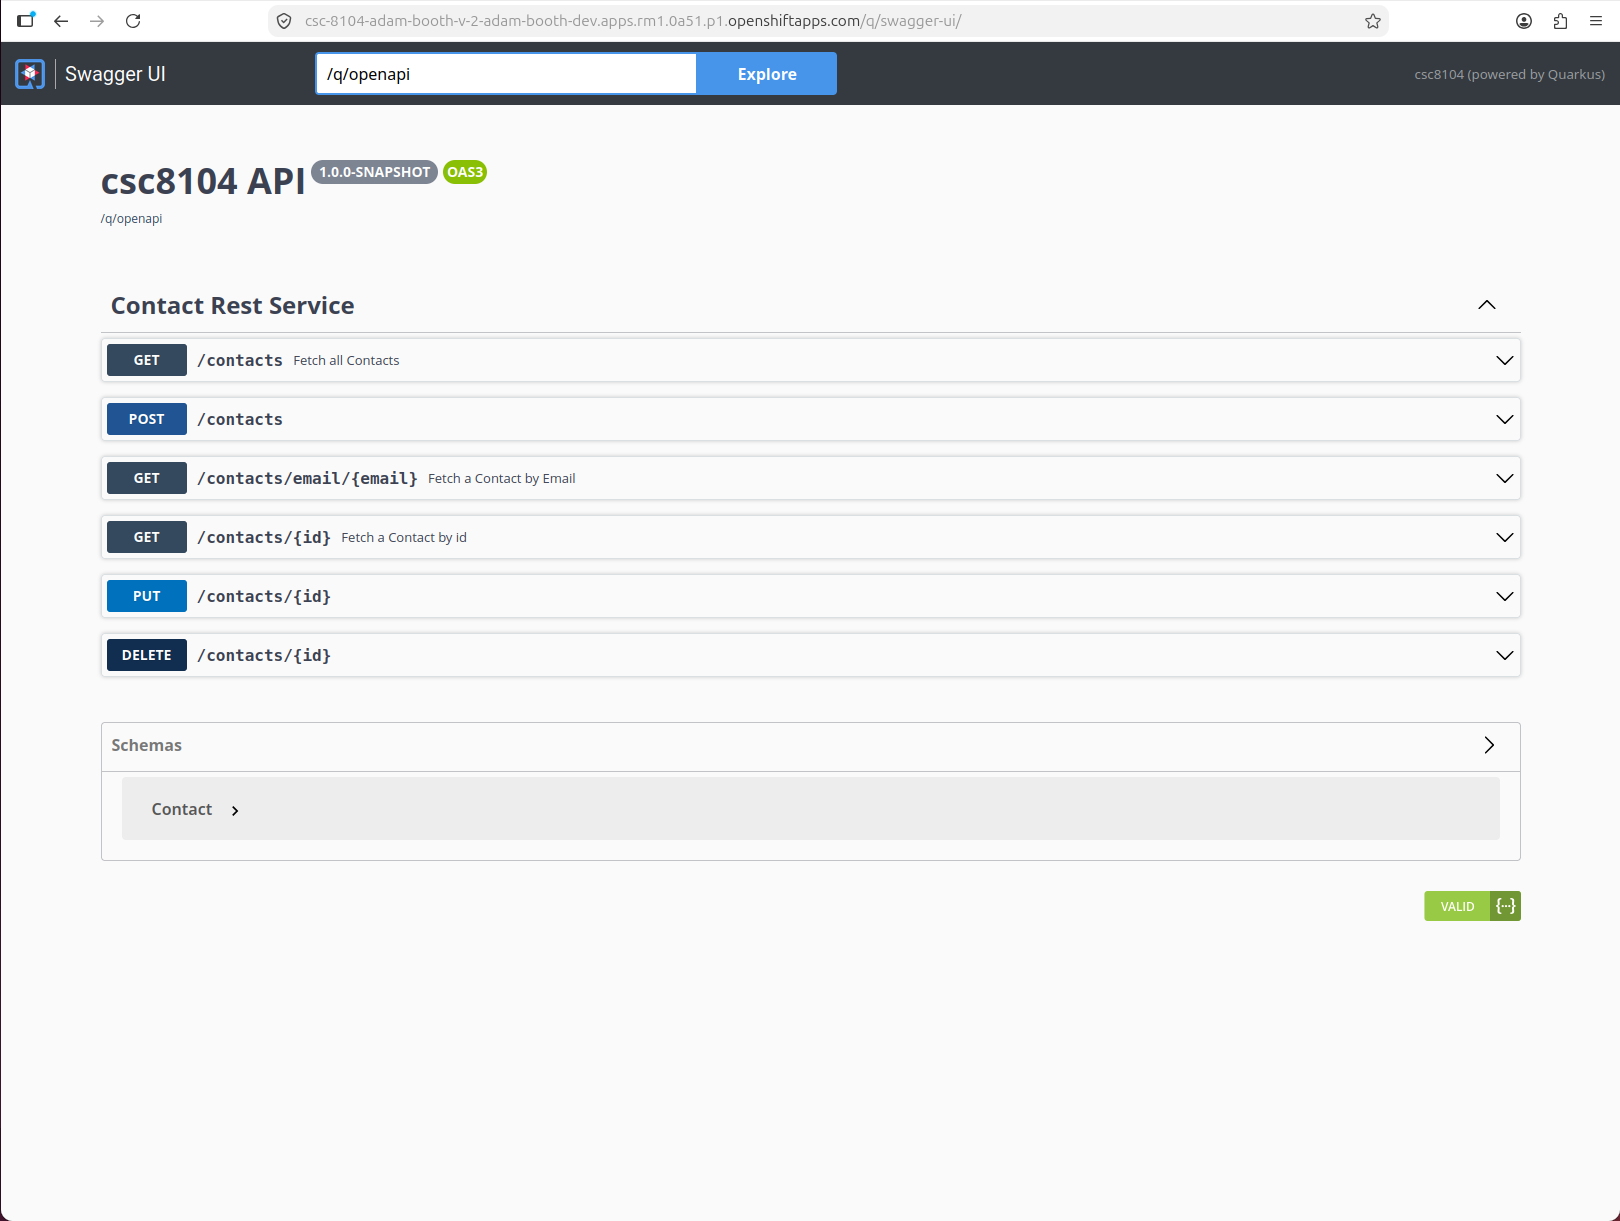 csc-8104-adam-booth-v-2-adam-booth-dev.apps.rm1.0a51.p1.openshiftapps.com/q/swagger-ui/
Swagger UI
/q/openapi
Explore
csc8104 (powered by Quarkus)
csc8104 API 1.0.0-SNAPSHOT OAS3
/q/openapi
Contact Rest Service
GET /contacts Fetch all Contacts
POST /contacts
GET /contacts/email/{email} Fetch a Contact by Email
GET /contacts/{id} Fetch a Contact by id
PUT /contacts/{id}
DELETE /contacts/{id}
Schemas
Contact
VALID {···}